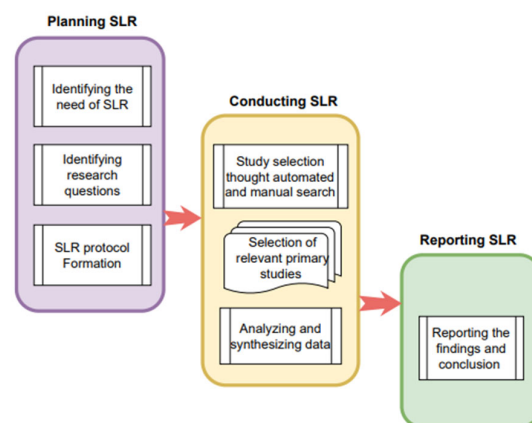 Planning SLR
Identifying the
need of SLR
Identifying
research
questions
SLR protocol
Formation
Conducting SLR
Study selection
thought automated
and manual search
Selection of
relevant primary
studies
Analyzing and
synthesizing data
Reporting SLR
Reporting the
findings and
conclusion